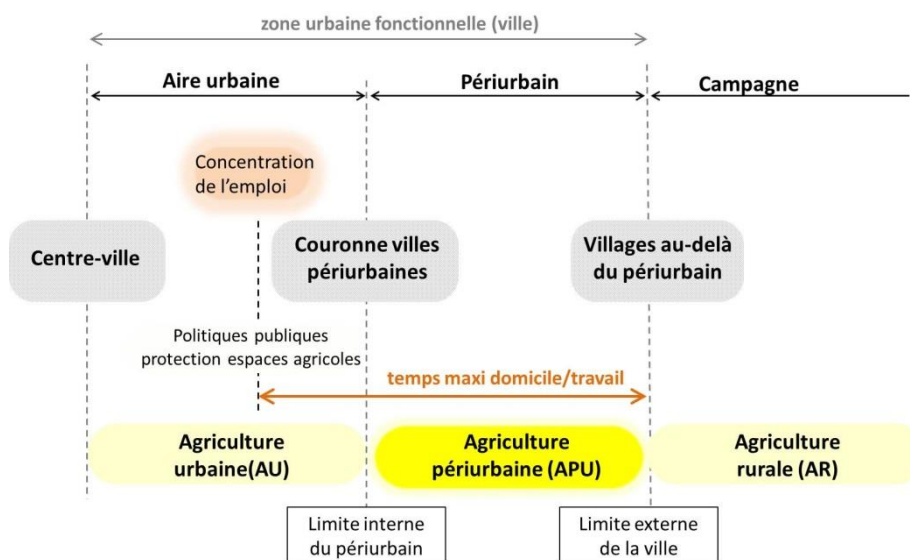 zone urbaine fonctionnelle (ville)
Aire urbaine
Périurbain
Campagne
Concentration
de l'emploi
Centre-ville
Couronne villes
périurbaines
Villages au-delà
du périurbain
Politiques publiques
protection espaces agricoles
temps maxi domicile/travail
Agriculture
urbaine(AU)
Agriculture
périurbaine (APU)
Agriculture
rurale (AR)
Limite interne
du périurbain
Limite externe
de la ville